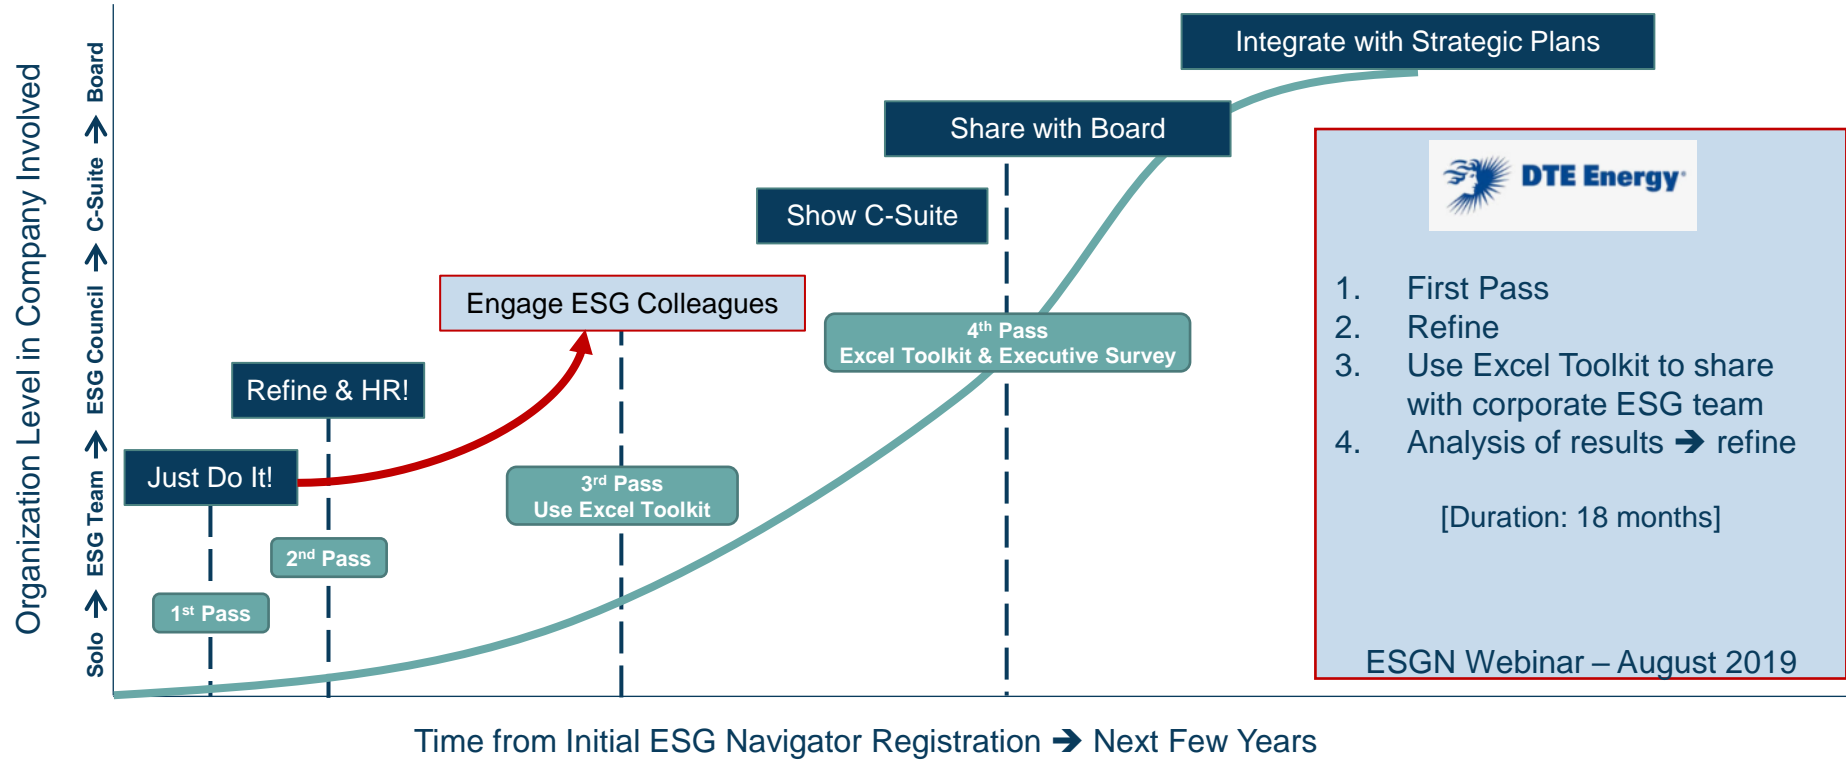 Organization Level in Company Involved
Solo → ESG Team → ESG Council → C-Suite → Board
Integrate with Strategic Plans
Share with Board
Show C-Suite
Engage ESG Colleagues
Refine & HR!
Just Do It!
1st Pass
2nd Pass
3rd Pass
Use Excel Toolkit
4th Pass
Excel Toolkit & Executive Survey
DTE Energy®
1. First Pass
2. Refine
3. Use Excel Toolkit to share
with corporate ESG team
4. Analysis of results ➔ refine
[Duration: 18 months]
ESGN Webinar – August 2019
Time from Initial ESG Navigator Registration ➔ Next Few Years